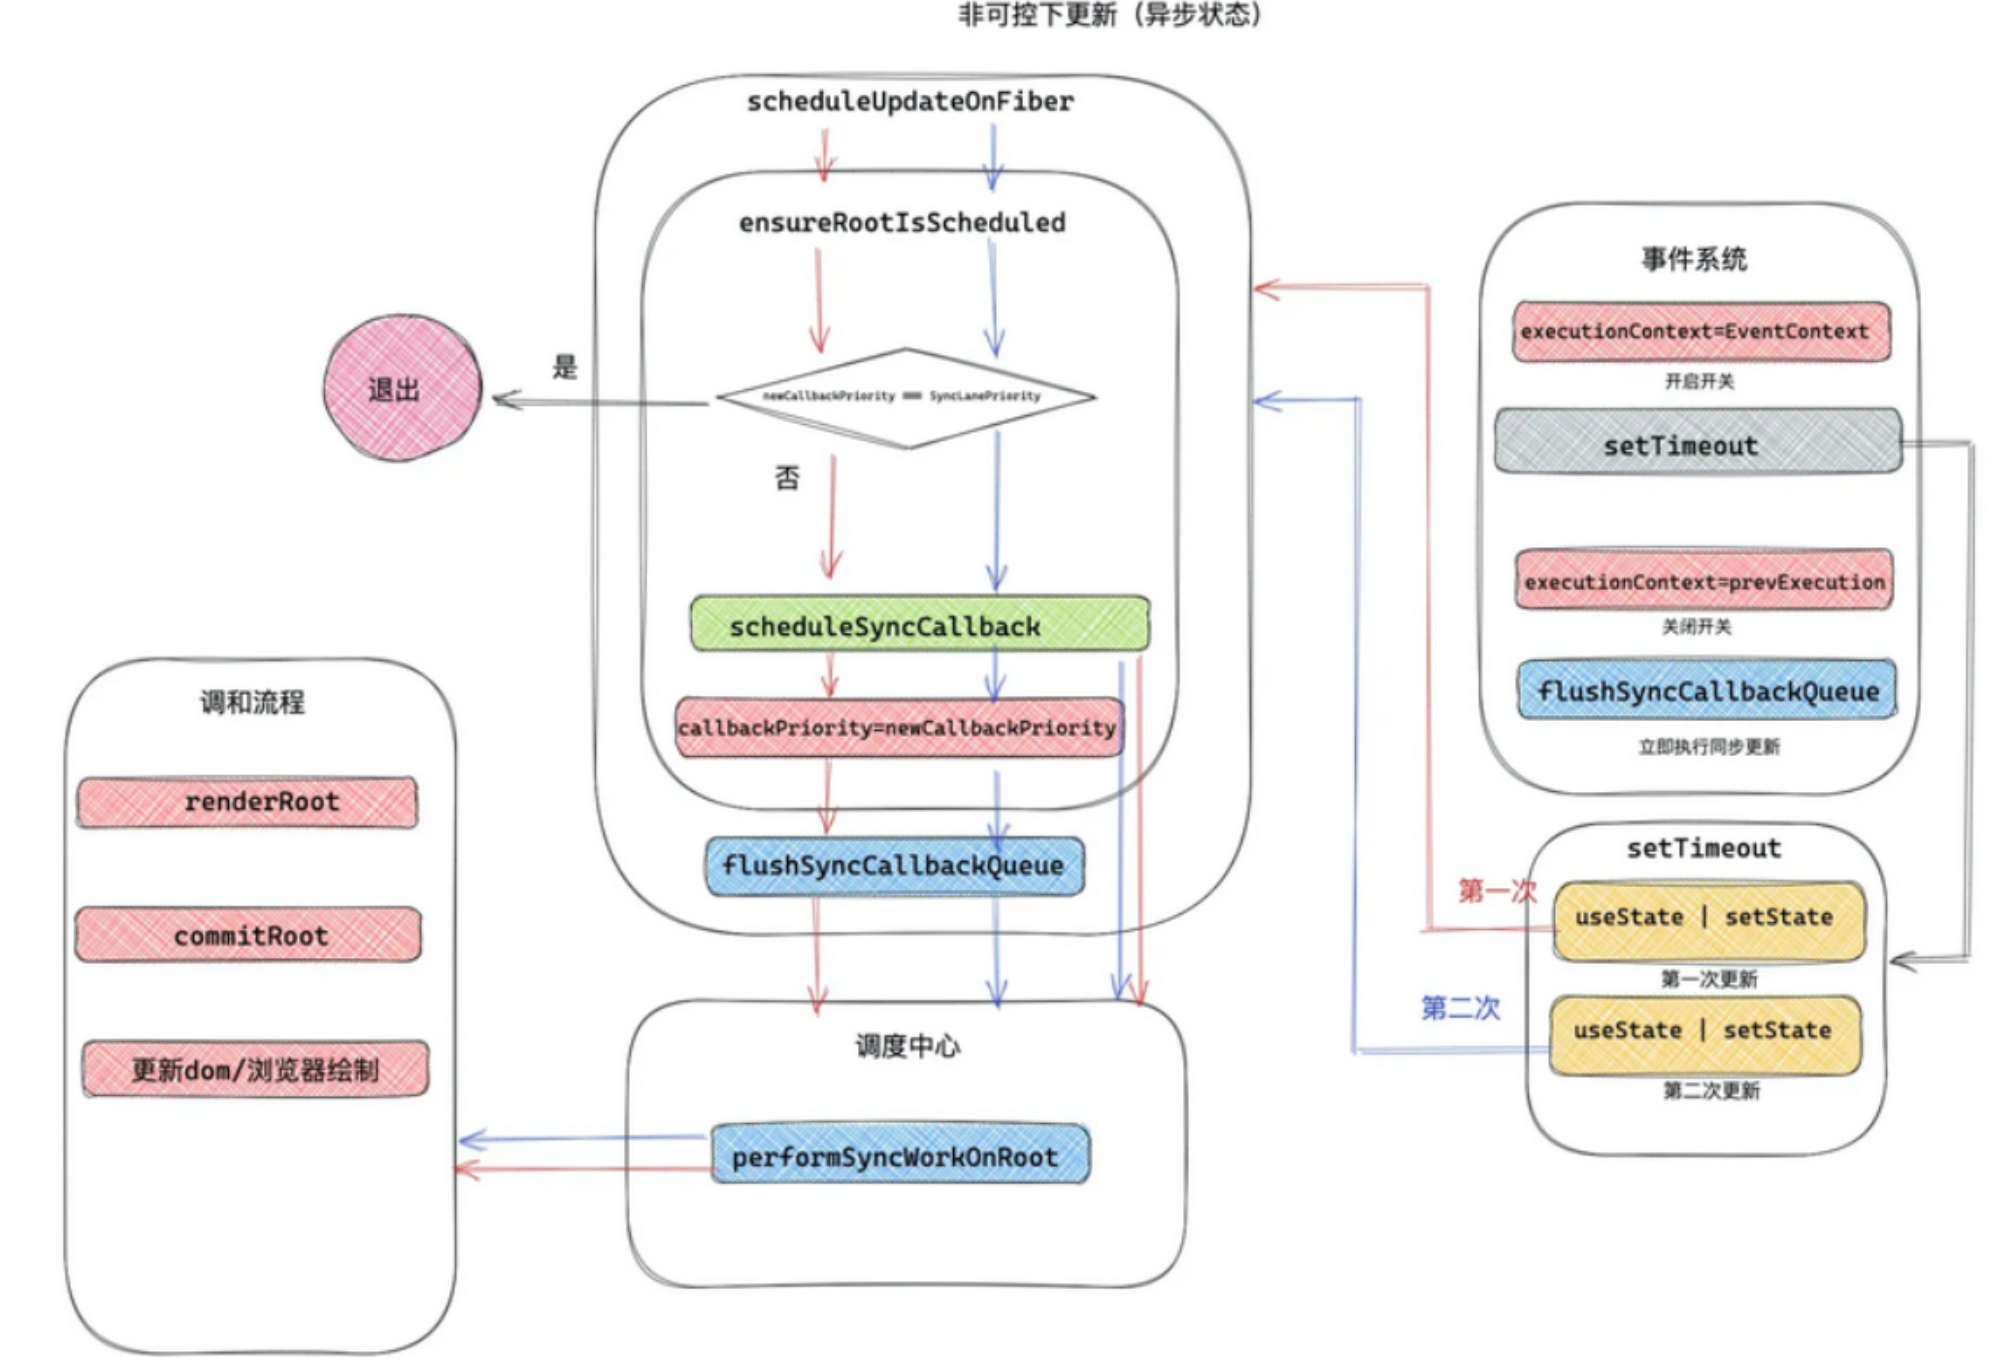 非可控下更新（异步状态）
scheduleUpdateOnFiber
ensureRootIsScheduled
newCallbackPriority === SyncLanePriority
是
退出
否
scheduleSyncCallback
callbackPriority=newCallbackPriority
flushSyncCallbackQueue
调度中心
performSyncWorkOnRoot
调和流程
renderRoot
commitRoot
更新dom/浏览器绘制
事件系统
executionContext=EventContext
开启开关
setTimeout
executionContext=prevExecution
关闭开关
flushSyncCallbackQueue
立即执行同步更新
setTimeout
第一次
useState | setState
第一次更新
第二次
useState | setState
第二次更新